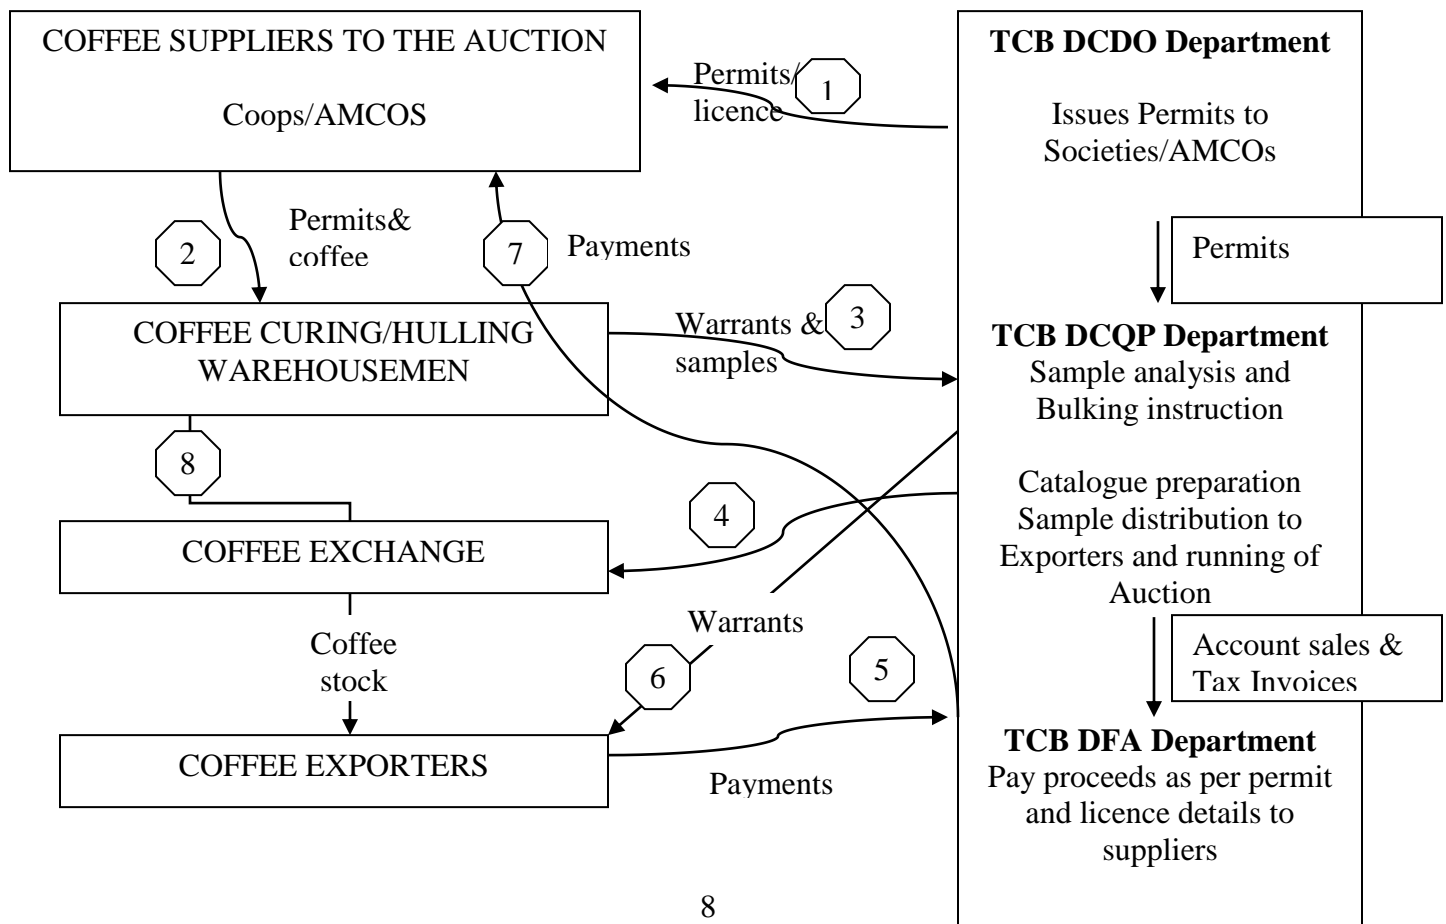 COFFEE SUPPLIERS TO THE AUCTION
Coops/AMCOS
Permits/
licence
1
TCB DCDO Department
Issues Permits to
Societies/AMCOs
2
Permits&
coffee
7
Payments
Permits
COFFEE CURING/HULLING
WAREHOUSEMEN
Warrants &
samples
3
TCB DCQP Department
Sample analysis and
Bulking instruction
8
Catalogue preparation
Sample distribution to
Exporters and running of
Auction
4
COFFEE EXCHANGE
Coffee
stock
Warrants
6
5
Account sales &
Tax Invoices
COFFEE EXPORTERS
Payments
TCB DFA Department
Pay proceeds as per permit
and licence details to
suppliers
8